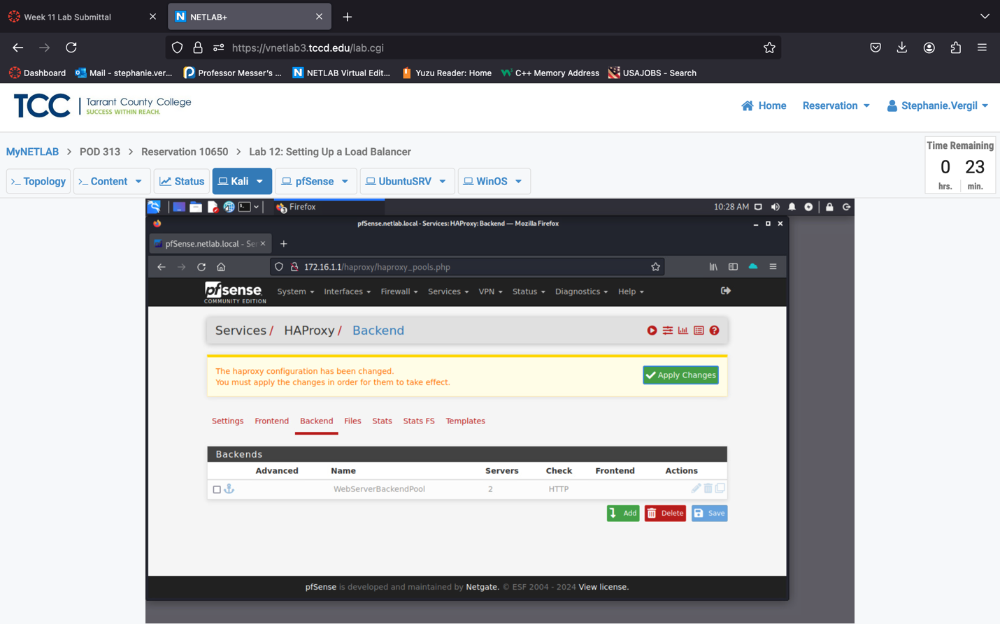 Week 11 Lab Submittal
NETLAB+
https://vnetlab3.tccd.edu/lab.cgi
Dashboard Mail - stephanie.ver... Professor Messer's ... NETLAB Virtual Edit... Yuzu Reader: Home C++ Memory Address USAJOBS - Search
TCC Tarrant County College
SUCCESS WITHIN REACH.
Home Reservation Stephanie.Vergil
MyNETLAB > POD 313 > Reservation 10650 > Lab 12: Setting Up a Load Balancer
Time Remaining
0 23
hrs. min.
>_ Topology >_ Content Status Kali pfSense UbuntuSRV WinOS
3 Firefox 10:28 AM
pfSense.netlab.local - Services: HAProxy: Backend — Mozilla Firefox
pfSense.netlab.local - Ser
172.16.1.1/haproxy/haproxy_pools.php
pfsense
COMMUNITY EDITION
System Interfaces Firewall Services VPN Status Diagnostics Help
Services / HAProxy / Backend
The haproxy configuration has been changed.
You must apply the changes in order for them to take effect.
Apply Changes
Settings Frontend Backend Files Stats Stats FS Templates
Backends
Advanced Name Servers Check Frontend Actions
WebServerBackendPool 2 HTTP
Add Delete Save
pfSense is developed and maintained by Netgate. © ESF 2004 - 2024 View license.